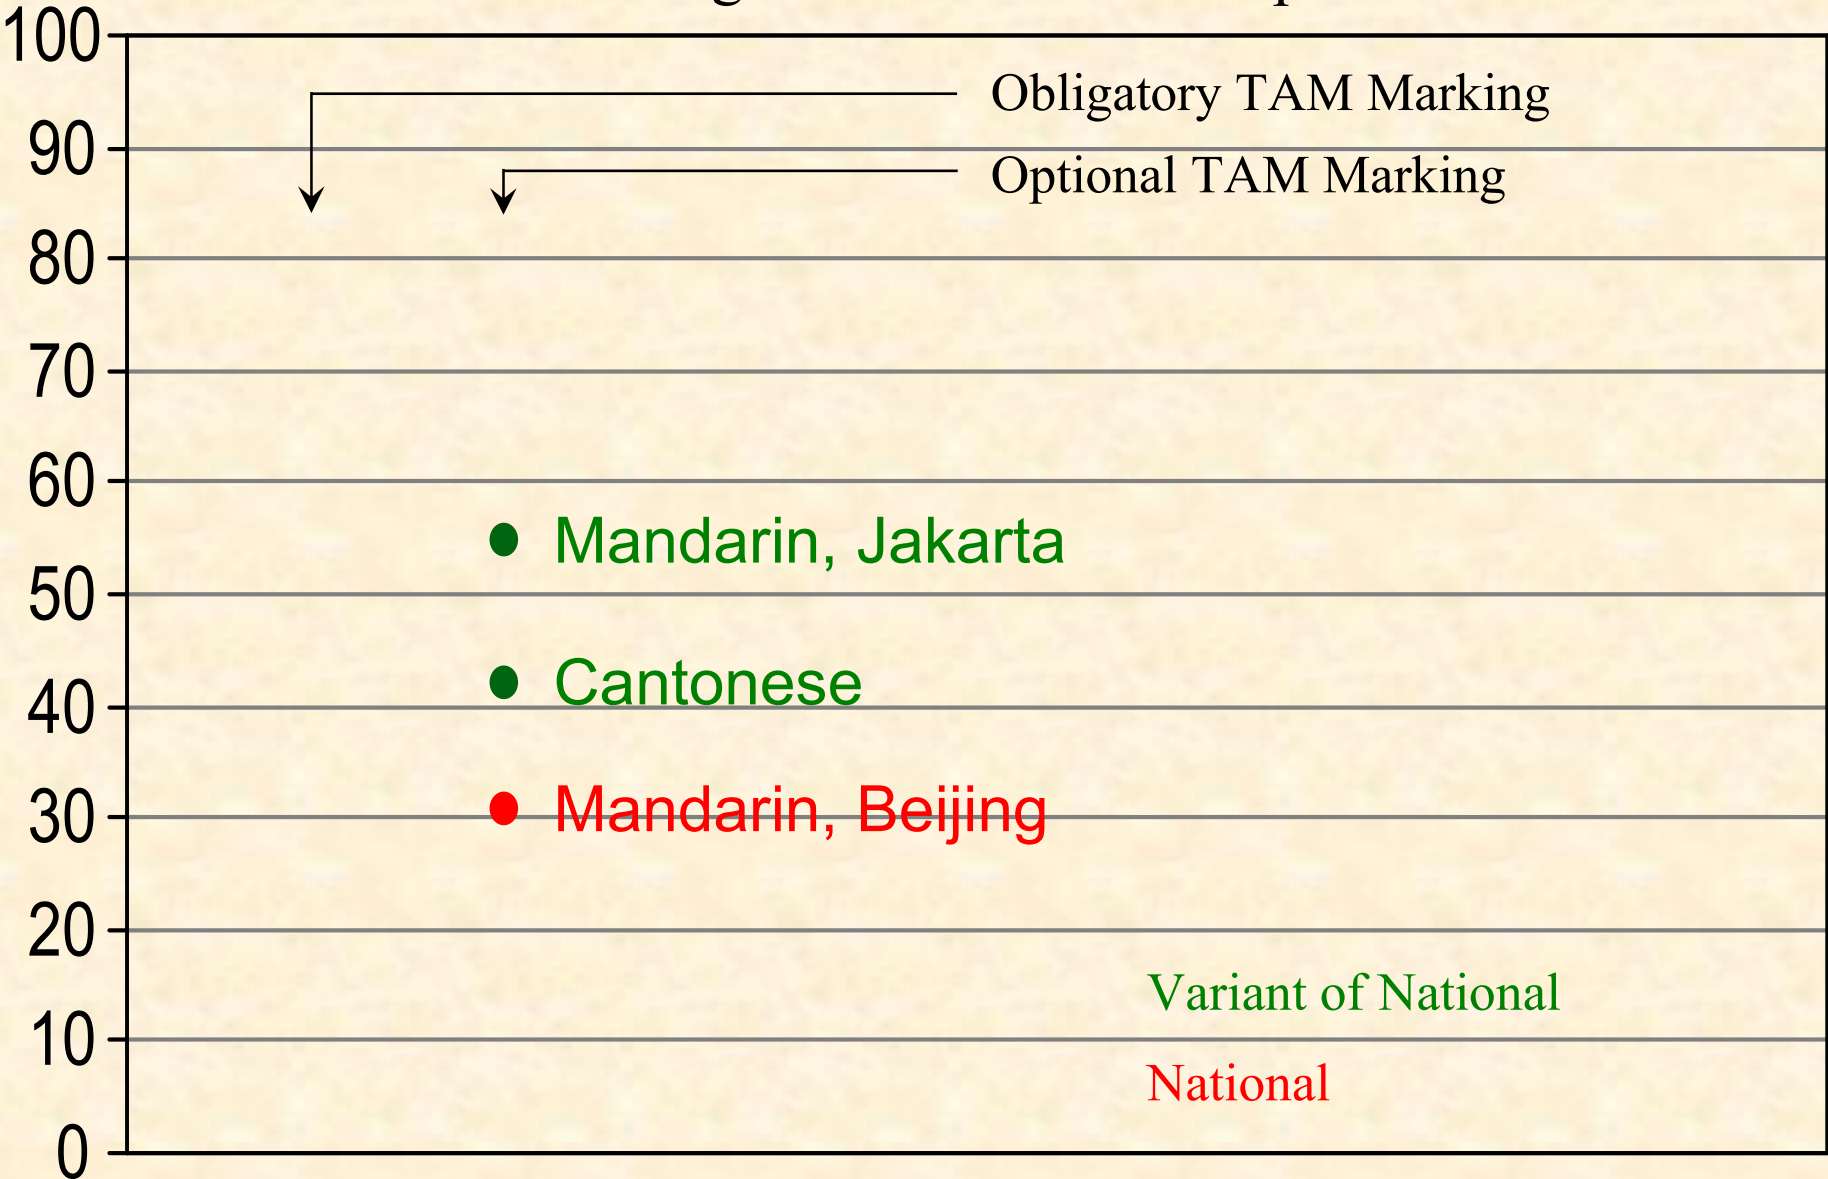 100
Obligatory TAM Marking
90
Optional TAM Marking
80
70
60
Mandarin, Jakarta
50
Cantonese
40
30
Mandarin, Beijing
20
Variant of National
10
National
0